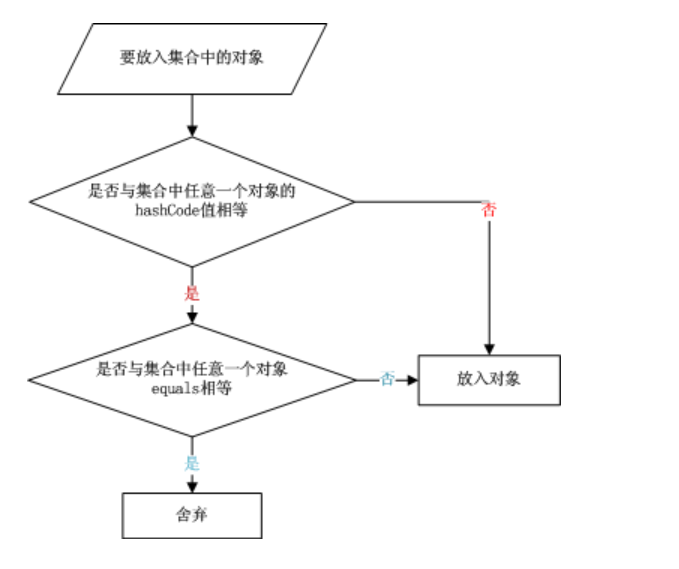 要放入集合中的对象
是否与集合中任意一个对象的
hashCode值相等
否
是
是否与集合中任意一个对象
equals相等
否
放入对象
是
舍弃